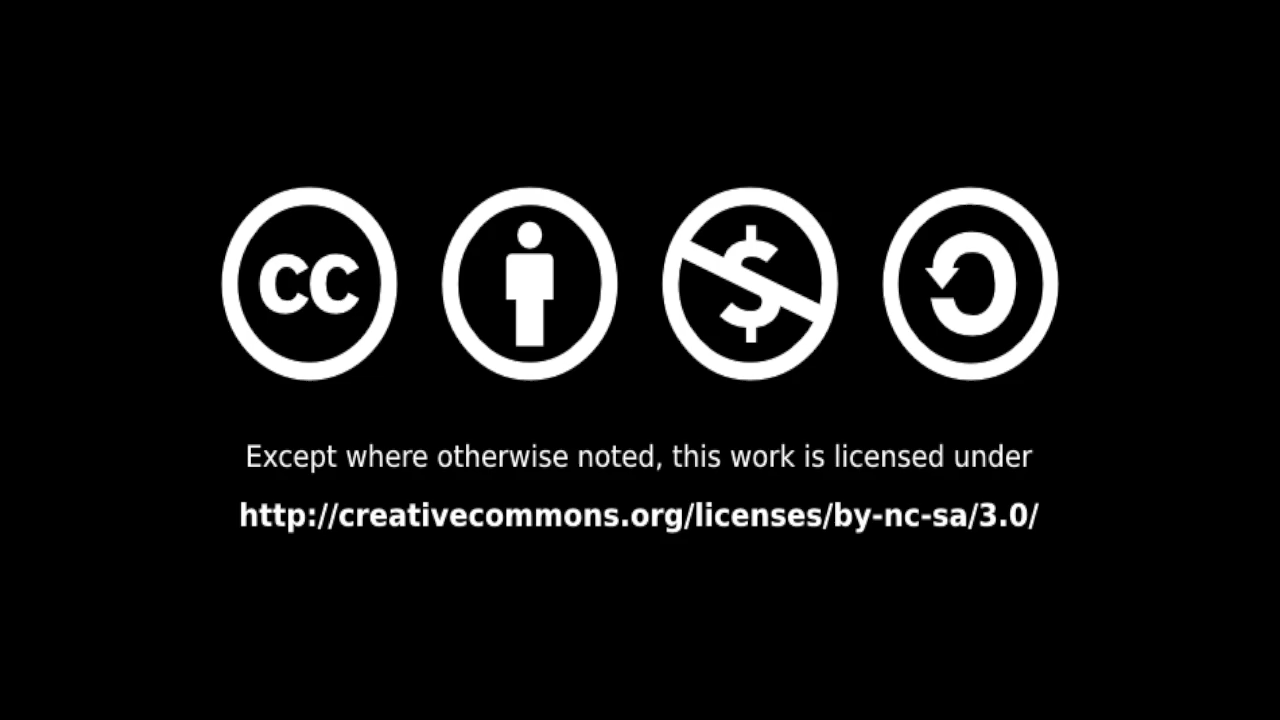 cc
$
Except where otherwise noted, this work is licensed under
http://creativecommons.org/licenses/by-nc-sa/3.0/